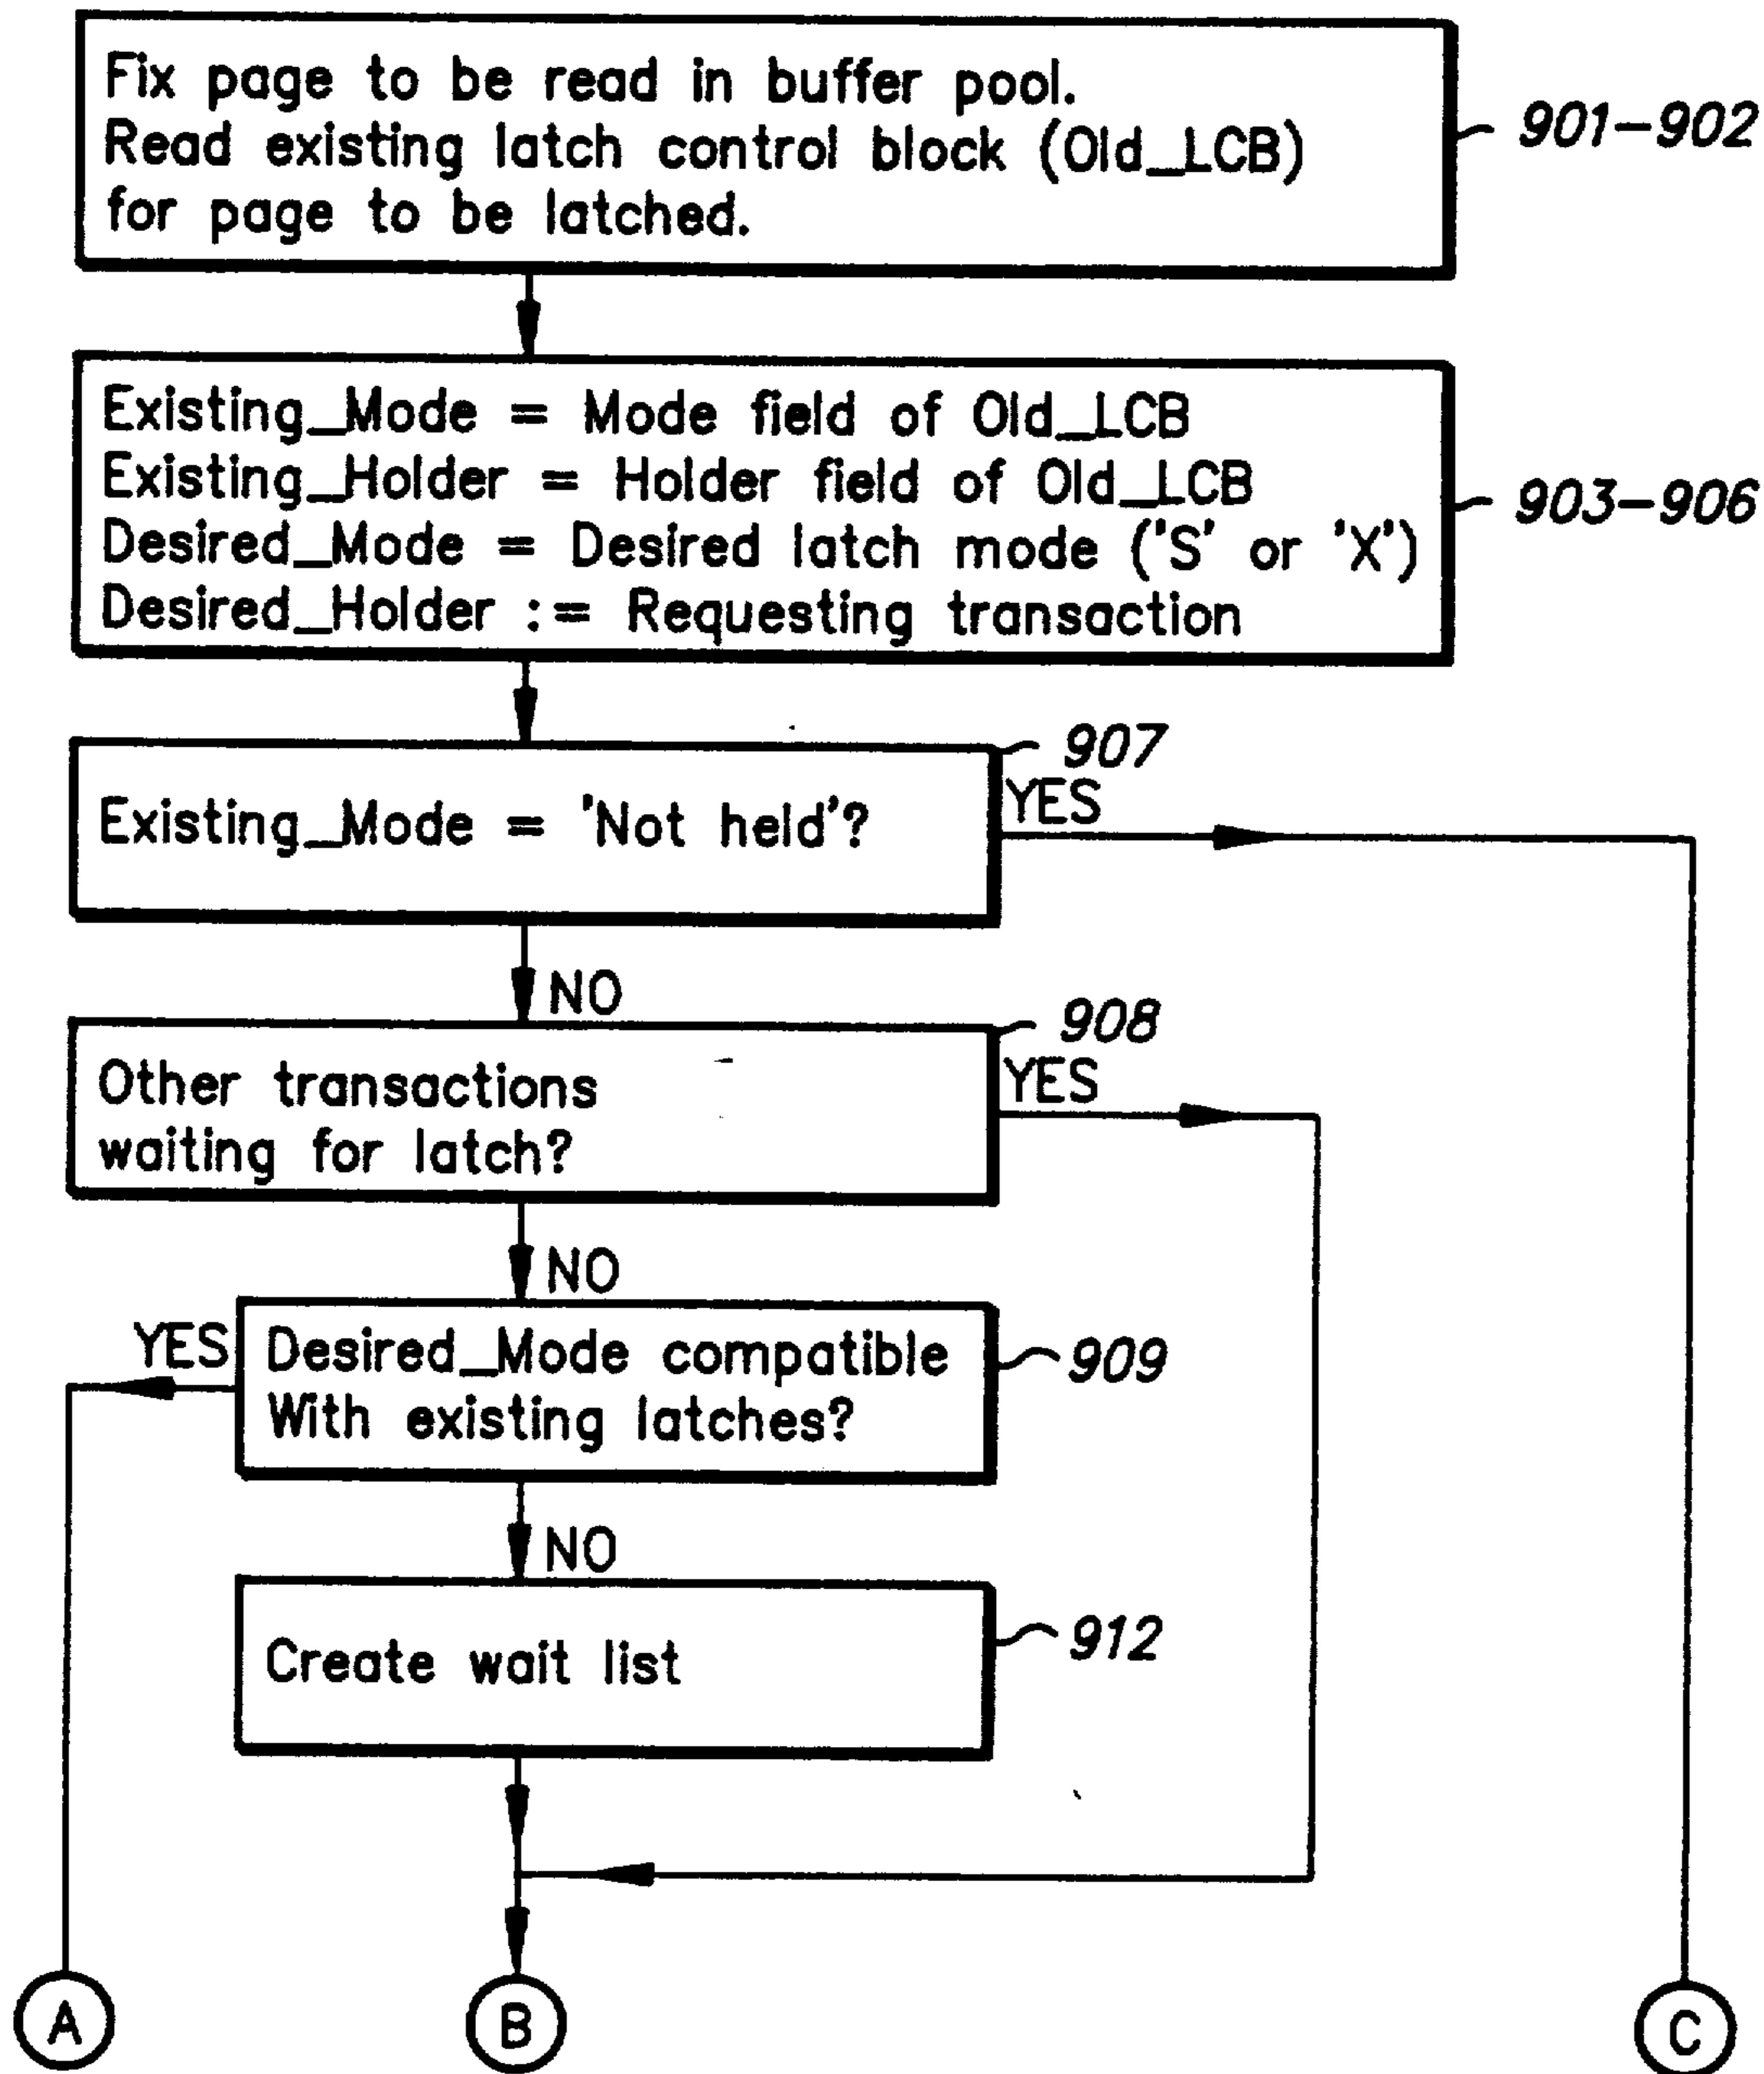 Fix page to be read in buffer pool.
Read existing latch control block (Old_LCB)
for page to be latched.
901-902
Existing_Mode = Mode field of Old_LCB
Existing_Holder = Holder field of Old_LCB
Desired_Mode = Desired latch mode ('S' or 'X')
Desired_Holder := Requesting transaction
903-906
907
Existing_Mode = 'Not held'?
YES
NO
908
Other transactions
waiting for latch?
YES
NO
YES
Desired_Mode compatible
With existing latches?
909
NO
Create wait list
912
A
B
C